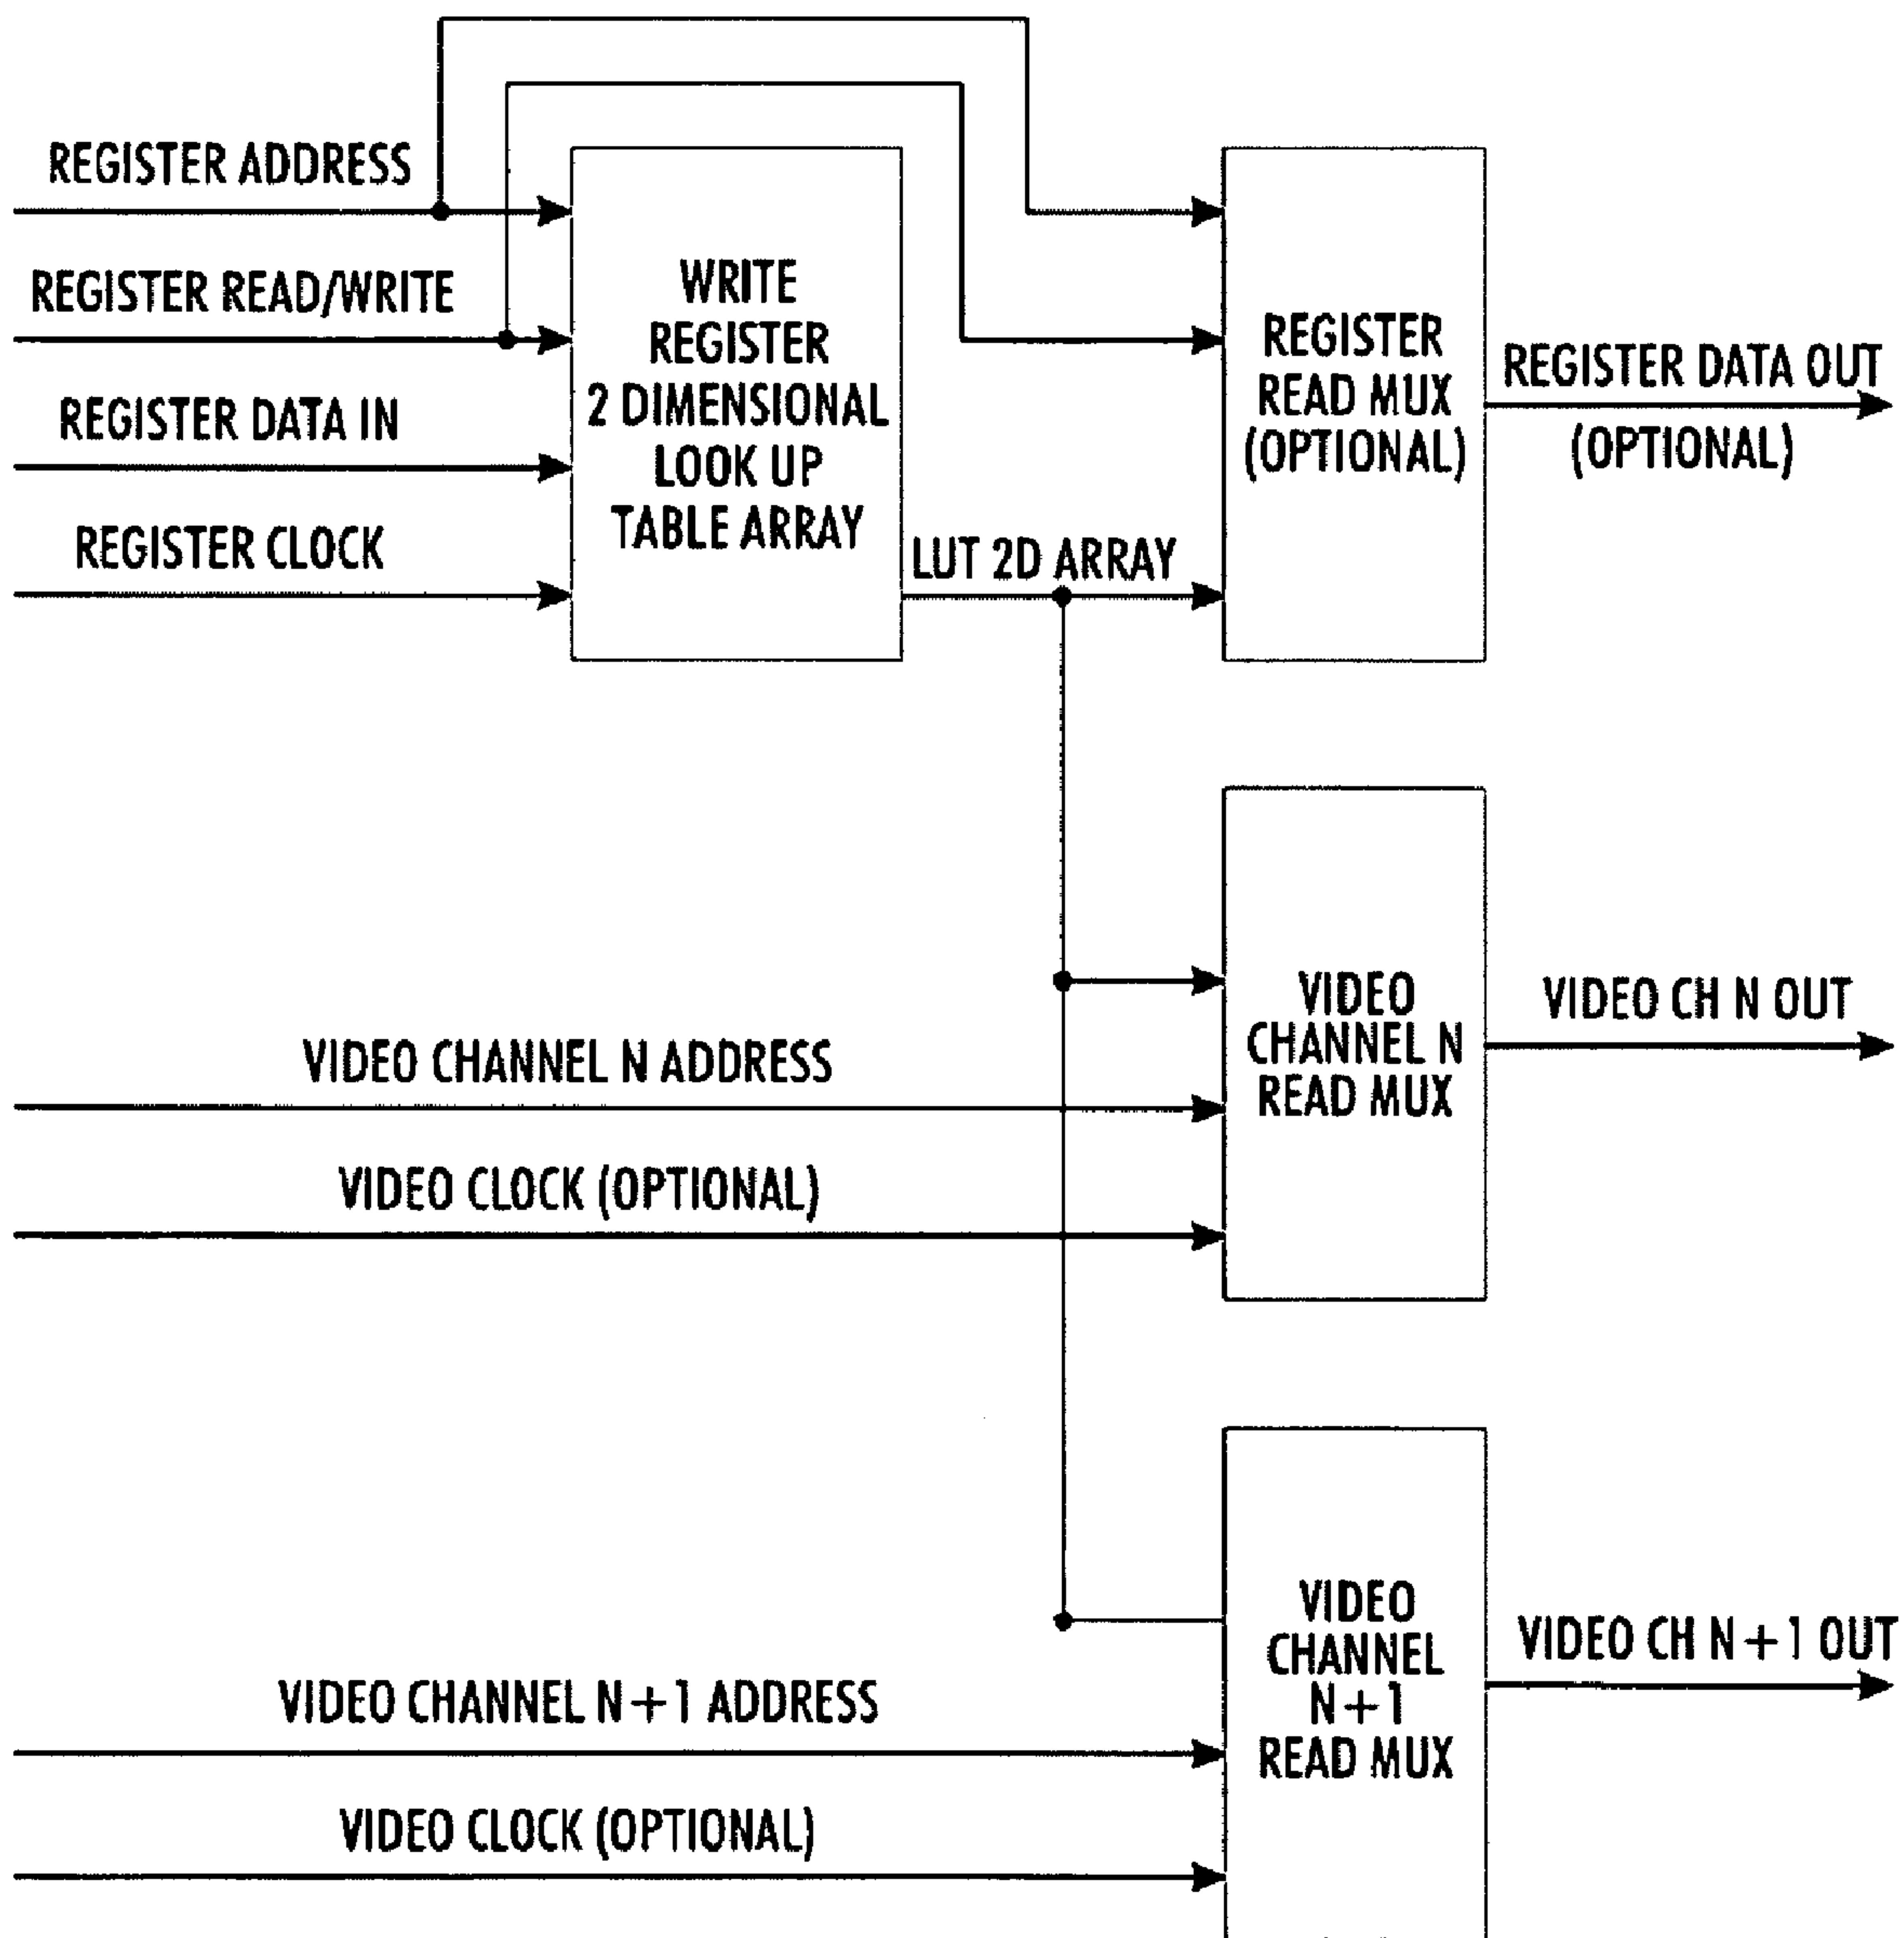 REGISTER ADDRESS
REGISTER READ/WRITE
REGISTER DATA IN
REGISTER CLOCK
WRITE
REGISTER
2 DIMENSIONAL
LOOK UP
TABLE ARRAY
LUT 2D ARRAY
REGISTER
READ MUX
(OPTIONAL)
REGISTER DATA OUT
(OPTIONAL)
VIDEO CHANNEL N ADDRESS
VIDEO CLOCK (OPTIONAL)
VIDEO
CHANNEL N
READ MUX
VIDEO CH N OUT
VIDEO CHANNEL N+1 ADDRESS
VIDEO CLOCK (OPTIONAL)
VIDEO
CHANNEL
N+1
READ MUX
VIDEO CH N+1 OUT